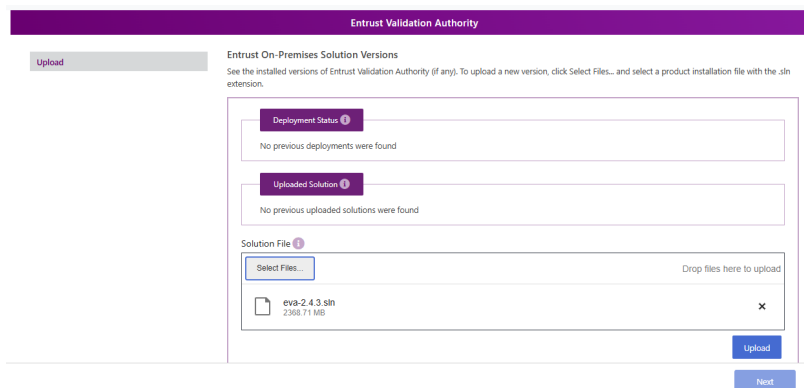 Entrust Validation Authority
Upload
Entrust On-Premises Solution Versions
See the installed versions of Entrust Validation Authority (if any). To upload a new version, click Select Files... and select a product installation file with the .sln
extension.
Deployment Status
No previous deployments were found
Uploaded Solution
No previous uploaded solutions were found
Solution File
Select Files...
Drop files here to upload
eva-2.4.3.sln
2368.71 MB
Upload
Next